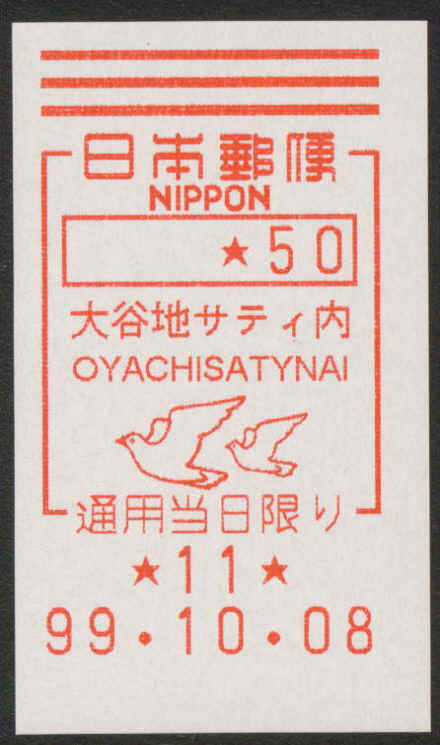 日本郵便
NIPPON
★50
大谷地サティ内
OYACHISATYNAI
通用当日限り
★11★
99・10・08